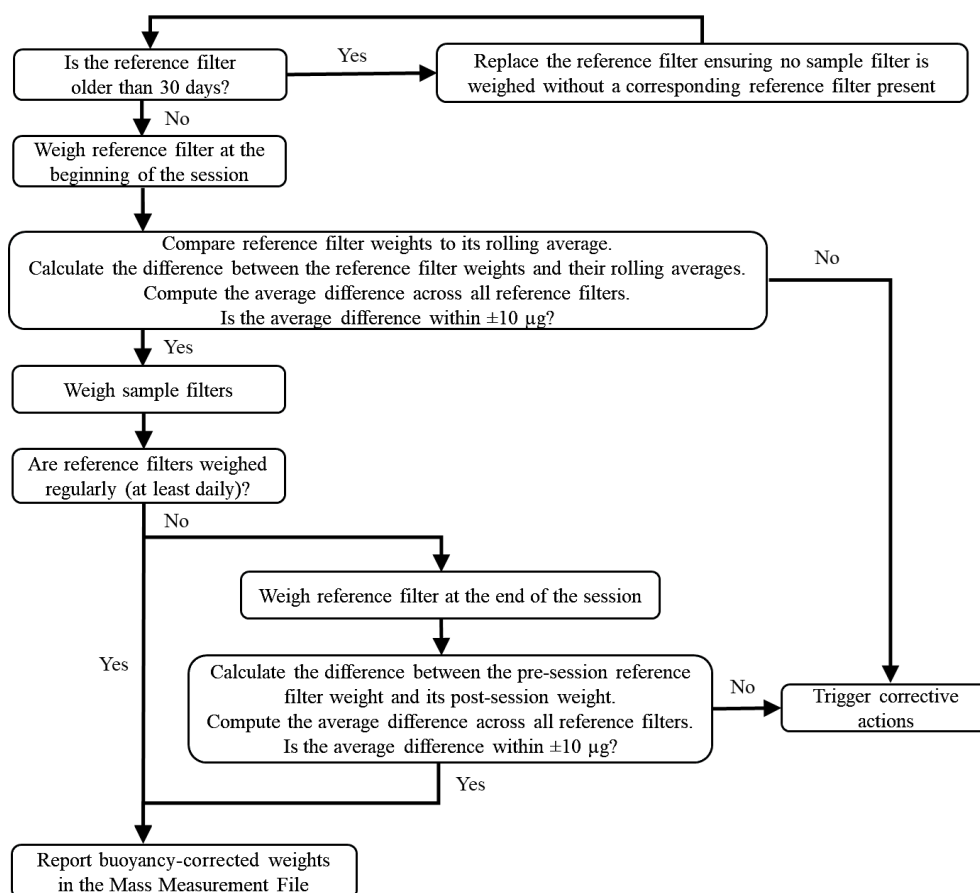 Is the reference filter
older than 30 days?
Yes
Replace the reference filter ensuring no sample filter is
weighed without a corresponding reference filter present
No
Weigh reference filter at the
beginning of the session
Compare reference filter weights to its rolling average.
Calculate the difference between the reference filter weights and their rolling averages.
Compute the average difference across all reference filters.
Is the average difference within ±10 µg?
No
Yes
Weigh sample filters
Are reference filters weighed
regularly (at least daily)?
No
Weigh reference filter at the end of the session
Yes
Calculate the difference between the pre-session reference
filter weight and its post-session weight.
Compute the average difference across all reference filters.
Is the average difference within ±10 µg?
No
Trigger corrective
actions
Yes
Report buoyancy-corrected weights
in the Mass Measurement File